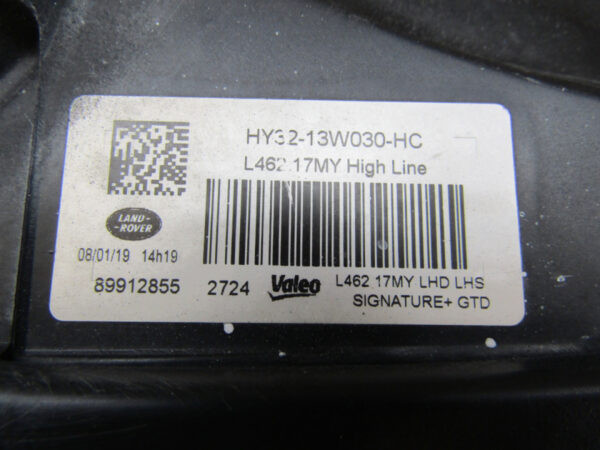 HY32-13W030-HC
L462 17MY High Line
LAND-
-ROVER
08/01/19 14h19
89912855 2724 Valeo
L462 17MY LHD LHS
SIGNATURE+ GTD